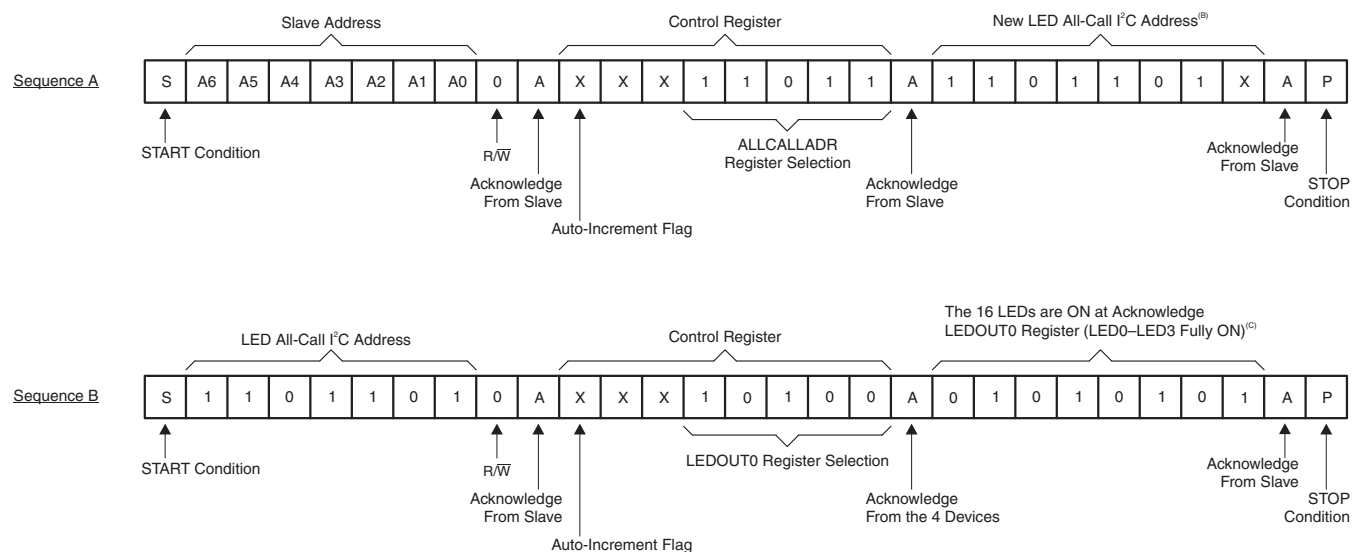 Slave Address
Control Register
New LED All-Call I²C Address(B)
Sequence A
S A6 A5 A4 A3 A2 A1 A0 0 A X X X 1 1 0 1 1 A 1 1 0 1 1 0 1 X A P
START Condition
R/W̅
Acknowledge
From Slave
Auto-Increment Flag
ALLCALLADR
Register Selection
Acknowledge
From Slave
Acknowledge
From Slave
STOP
Condition
LED All-Call I²C Address
Control Register
The 16 LEDs are ON at Acknowledge
LEDOUT0 Register (LED0–LED3 Fully ON)(C)
Sequence B
S 1 1 0 1 1 0 1 0 A X X X 1 0 1 0 0 A 0 1 0 1 0 1 0 1 A P
START Condition
R/W̅
Acknowledge
From Slave
Auto-Increment Flag
LEDOUT0 Register Selection
Acknowledge
From the 4 Devices
Acknowledge
From Slave
STOP
Condition